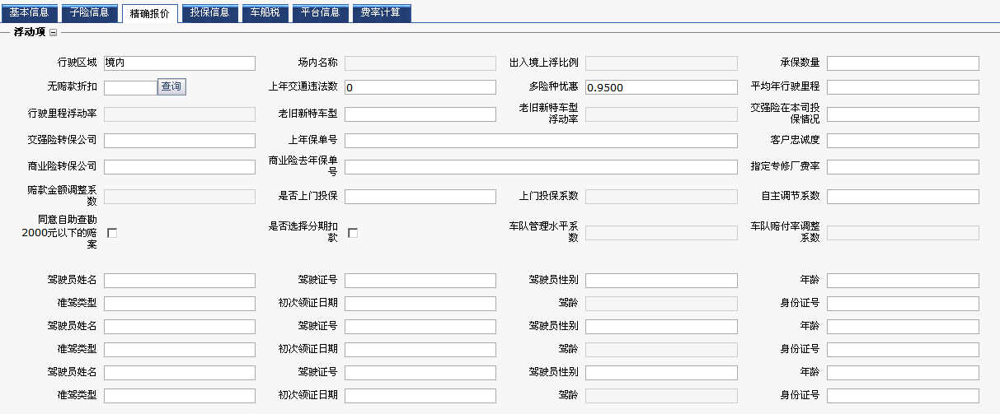 基本信息 子险信息 精确报价 投保信息 车船税 平台信息 费率计算
浮动项
行驶区域 境内 场内名称 出入境上浮比例 承保数量
无赔款折扣 查询 上年交通违法数 0 多险种优惠 0.9500 平均年行驶里程
行驶里程浮动率 老旧新特车型 老旧新特车型
浮动率 交强险在本司投
保情况
交强险转保公司 上年保单号 客户忠诚度
商业险转保公司 商业险去年保单
号 指定专修厂费率
赔款金额调整系
数 是否上门投保 上门投保系数 自主调节系数
同意自助查勘
2000元以下的赔
案 是否选择分期扣
款 车队管理水平系
数 车队赔付率调整
系数
驾驶员姓名 驾驶证号 驾驶员性别 年龄
准驾类型 初次领证日期 驾龄 身份证号
驾驶员姓名 驾驶证号 驾驶员性别 年龄
准驾类型 初次领证日期 驾龄 身份证号
驾驶员姓名 驾驶证号 驾驶员性别 年龄
准驾类型 初次领证日期 驾龄 身份证号